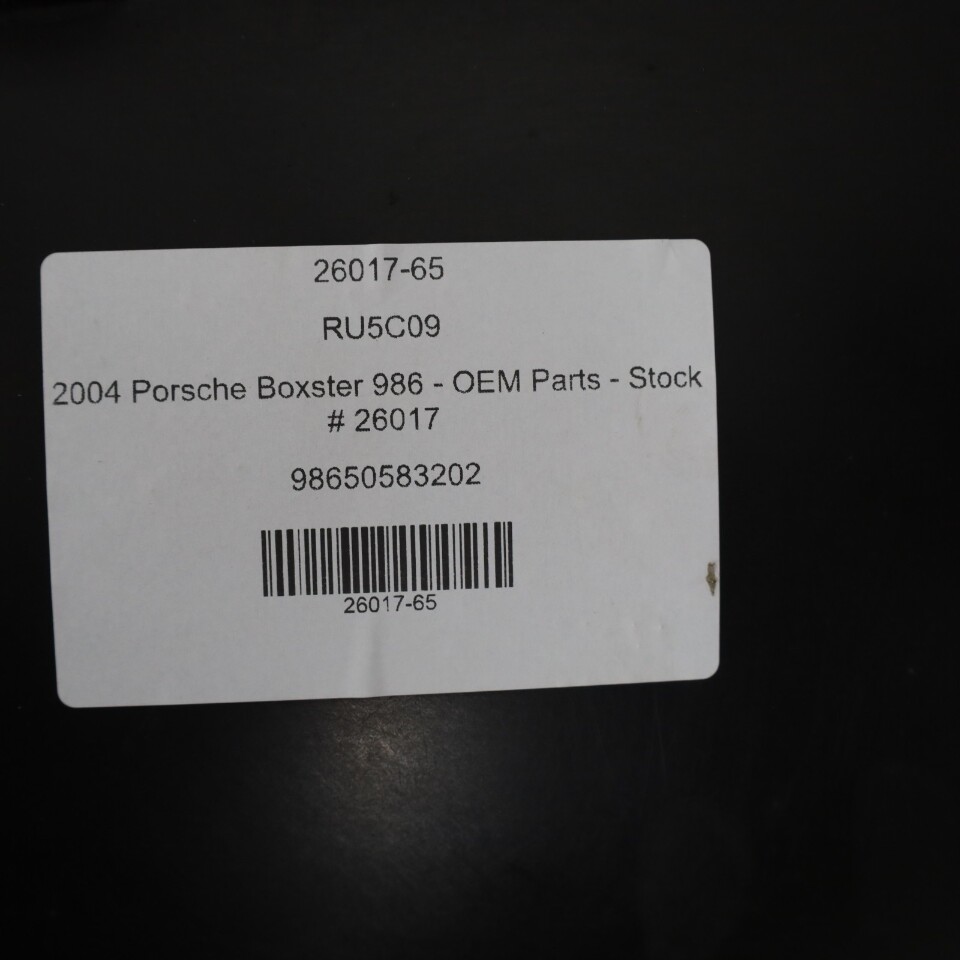 26017-65
RU5C09
2004 Porsche Boxster 986 - OEM Parts - Stock
# 26017
98650583202
26017-65